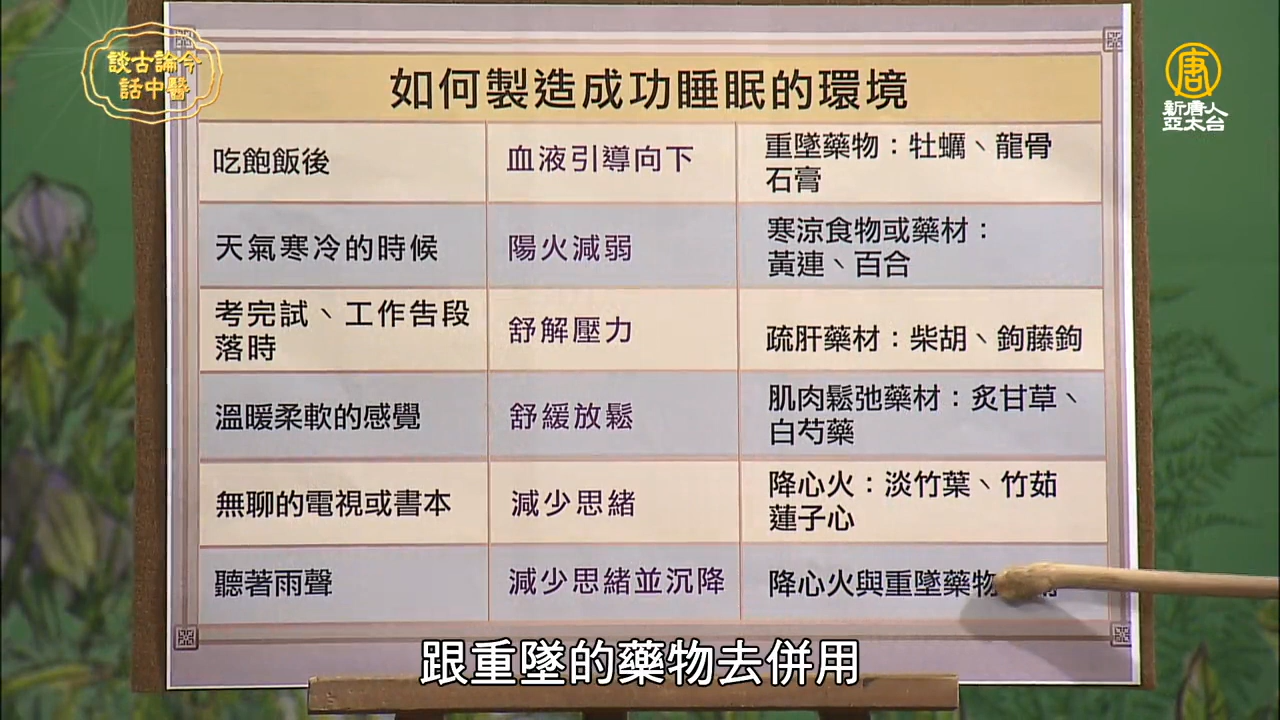 談古論今
話中醫
唐
新唐人
亞太台
如何製造成功睡眠的環境
吃飽飯後
血液引導向下
重墜藥物：牡蠣、龍骨
石膏
天氣寒冷的時候
陽火減弱
寒涼食物或藥材：
黃連、百合
考完試、工作告段
落時
舒解壓力
疏肝藥材：柴胡、鉤藤鉤
溫暖柔軟的感覺
舒緩放鬆
肌肉鬆弛藥材：炙甘草、
白芍藥
無聊的電視或書本
減少思緒
降心火：淡竹葉、竹茹
蓮子心
聽著雨聲
減少思緒並沉降
降心火與重墜藥物
跟重墜的藥物去併用